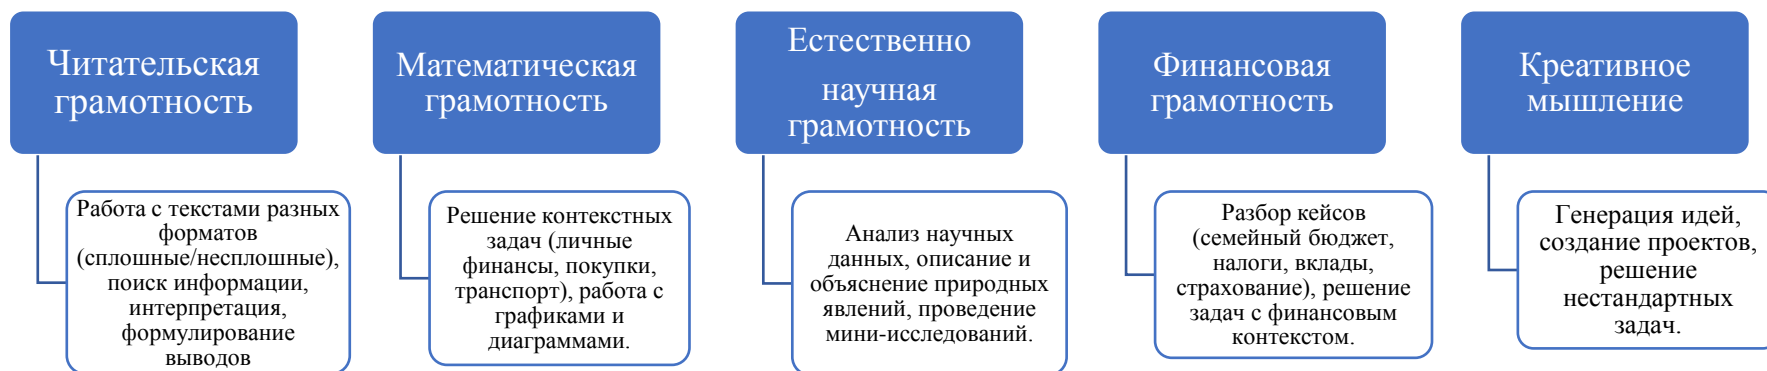 Читательская
грамотность
Работа с текстами разных
форматов
(сплошные/несплошные),
поиск информации,
интерпретация,
формулирование
выводов
Математическая
грамотность
Решение контекстных
задач (личные
финансы, покупки,
транспорт), работа с
графиками и
диаграммами.
Естественно
научная
грамотность
Анализ научных
данных, описание и
объяснение природных
явлений, проведение
мини-исследований.
Финансовая
грамотность
Разбор кейсов
(семейный бюджет,
налоги, вклады,
страхование), решение
задач с финансовым
контекстом.
Креативное
мышление
Генерация идей,
создание проектов,
решение
нестандартных
задач.